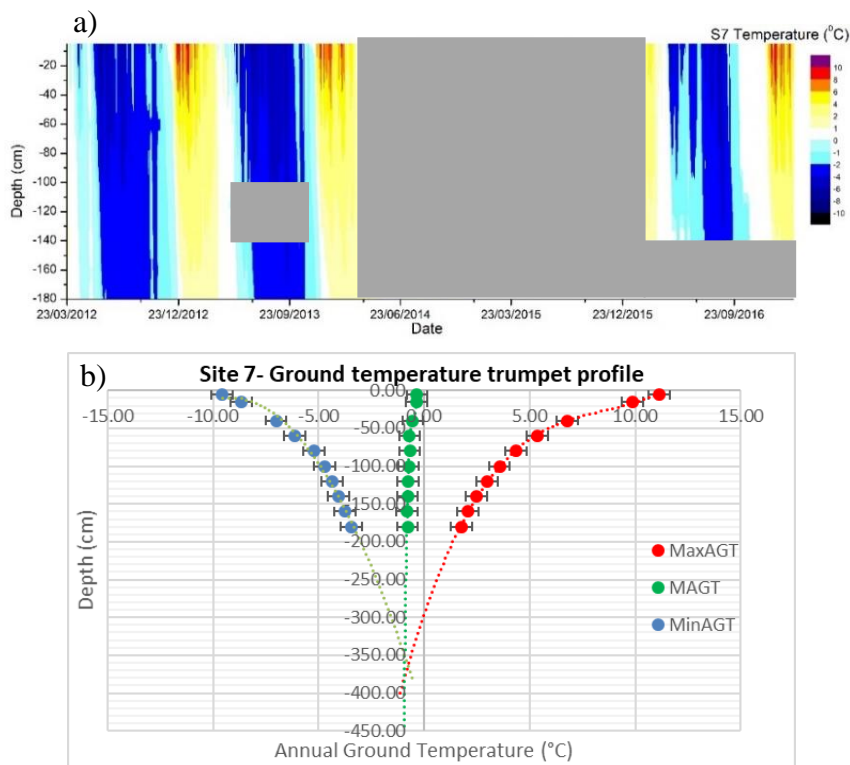 a)
S7 Temperature (°C)
-20
-40
-60
-80
-100
-120
-140
-160
-180
Depth (cm)
23/03/2012 23/12/2012 23/09/2013 23/06/2014 23/03/2015 23/12/2015 23/09/2016
Date
10
8
6
4
2
1
0
-1
-2
-4
-6
-8
-10
b)
Site 7- Ground temperature trumpet profile
0.00
-15.00 -10.00 -5.00 0.00 5.00 10.00 15.00
-50.00
-100.00
-150.00
-200.00
-250.00
-300.00
-350.00
-400.00
-450.00
Depth (cm)
MaxAGT
MAGT
MinAGT
Annual Ground Temperature (°C)